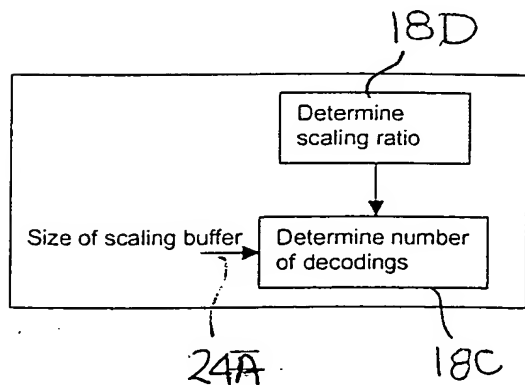 18D
Determine
scaling ratio
Size of scaling buffer
Determine number
of decodings
24A
18C